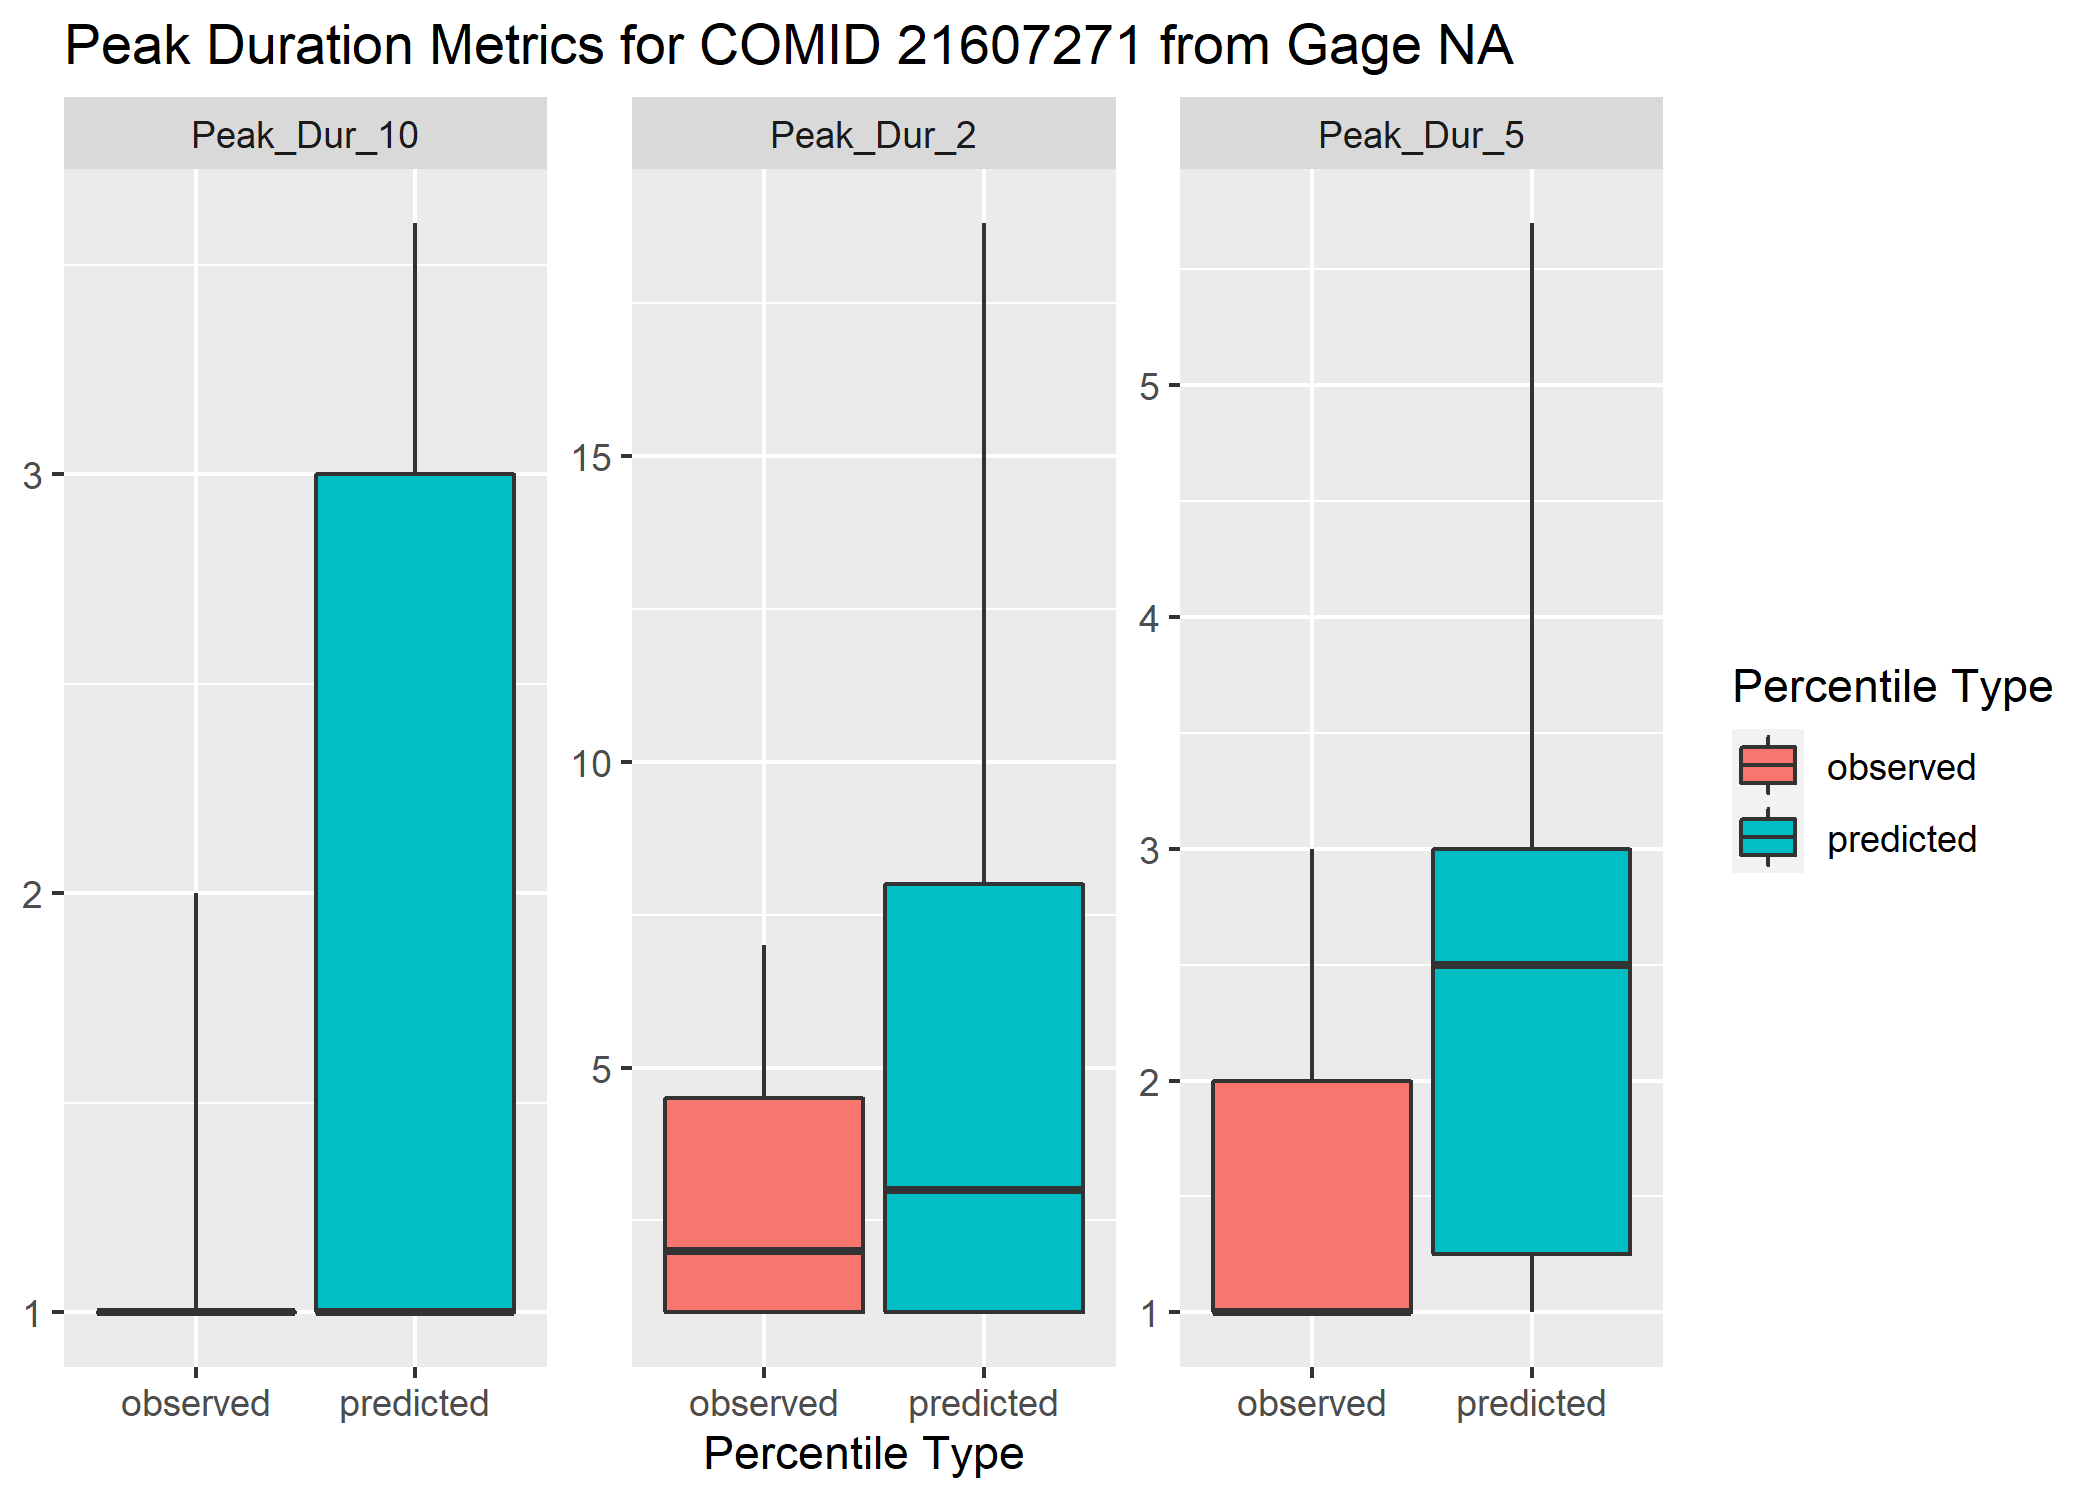 Peak Duration Metrics for COMID 21607271 from Gage NA
Peak_Dur_10
Peak_Dur_2
Peak_Dur_5
3
2
1
15
10
5
5
4
3
2
1
observed predicted
observed predicted
observed predicted
Percentile Type
Percentile Type
observed
predicted